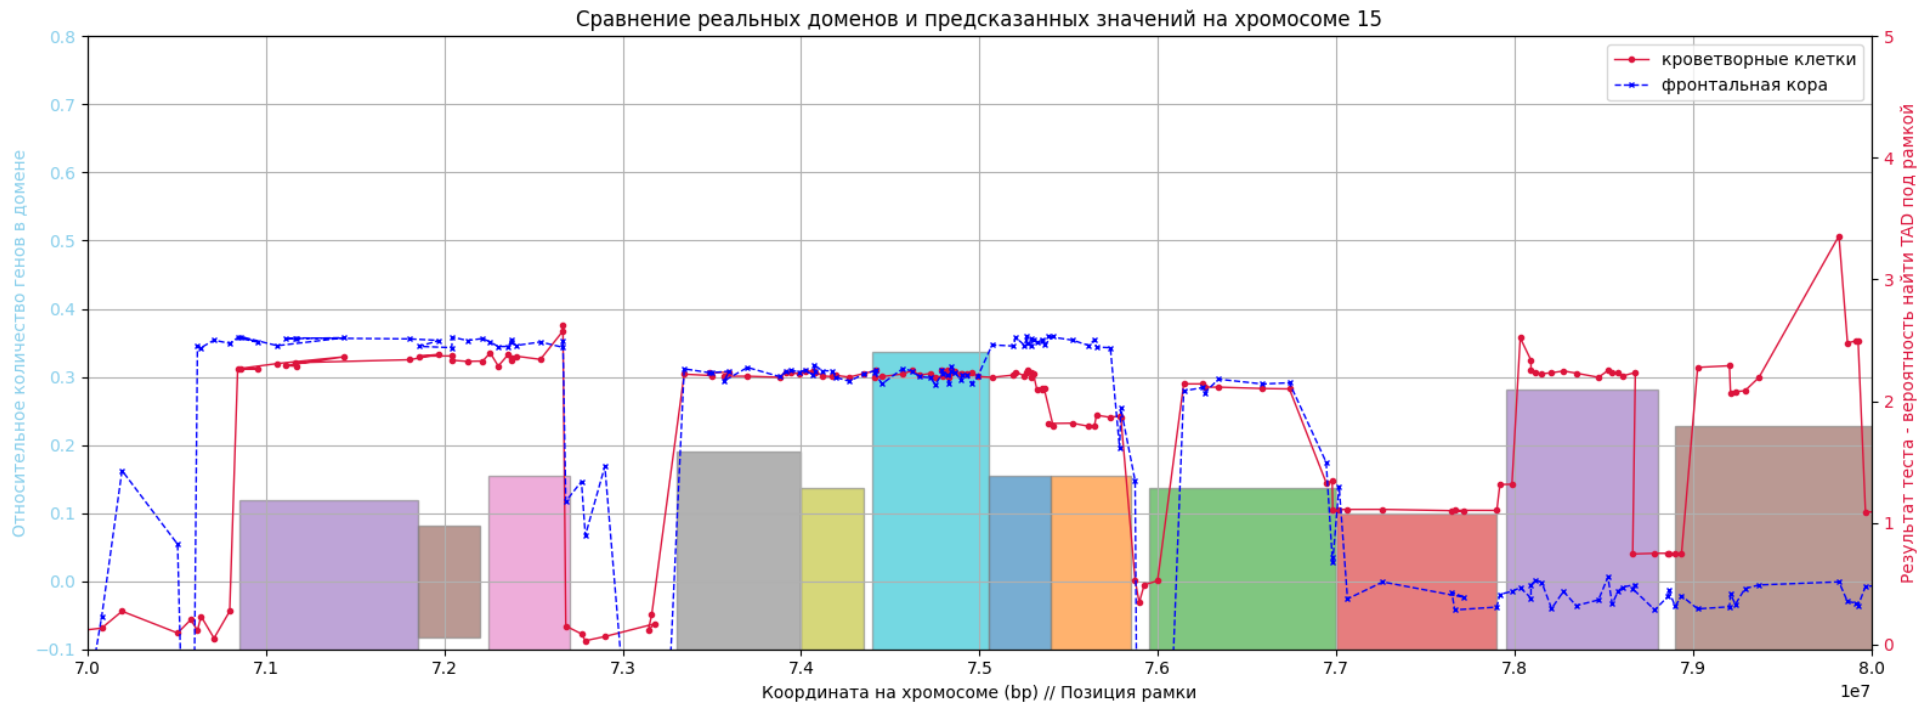 Сравнение реальных доменов и предсказанных значений на хромосоме 15
кроветворные клетки
фронтальная кора
Относительное количество генов в домене
0.8
0.7
0.6
0.5
0.4
0.3
0.2
0.1
0.0
−0.1
5
4
3
2
1
0
Результат теста - вероятность найти TAD под рамкой
7.0 7.1 7.2 7.3 7.4 7.5 7.6 7.7 7.8 7.9 8.0
1e7
Координата на хромосоме (bp) // Позиция рамки